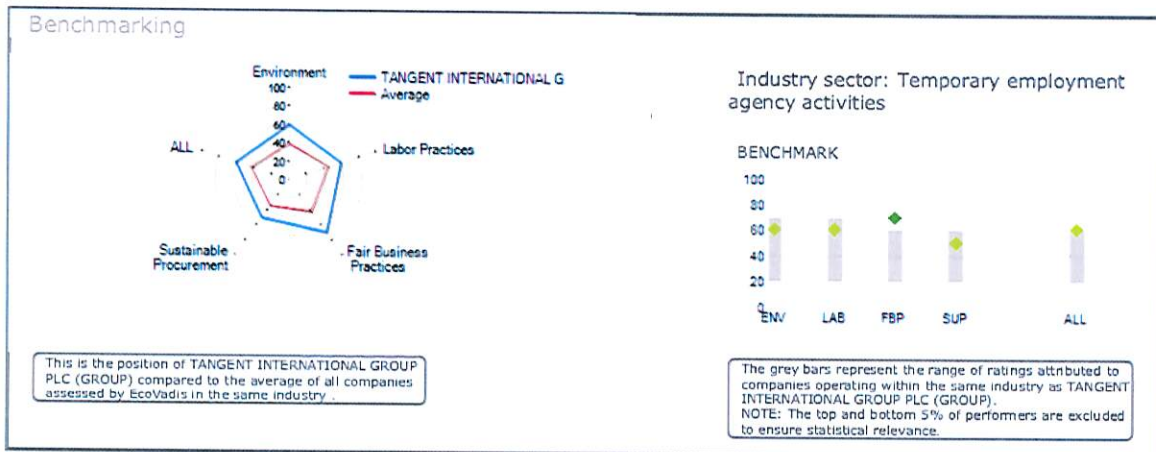 Benchmarking
Environment
TANGENT INTERNATIONAL G
Average
100
80
60
40
20
0
ALL
Labor Practices
Sustainable
Procurement
Fair Business
Practices
This is the position of TANGENT INTERNATIONAL GROUP
PLC (GROUP) compared to the average of all companies
assessed by EcoVadis in the same industry .
Industry sector: Temporary employment
agency activities
BENCHMARK
100
80
60
40
20
0
ENV LAB FBP SUP ALL
The grey bars represent the range of ratings attributed to
companies operating within the same industry as TANGENT
INTERNATIONAL GROUP PLC (GROUP).
NOTE: The top and bottom 5% of performers are excluded
to ensure statistical relevance.